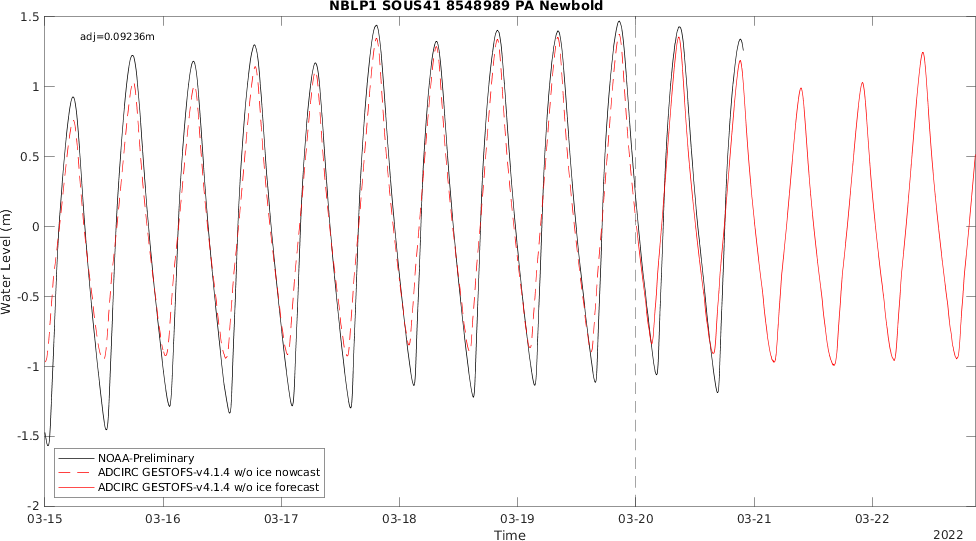 NBLP1 SOUS41 8548989 PA Newbold
adj=0.09236m
1.5
1
0.5
0
-0.5
-1
-1.5
-2
Water Level (m)
NOAA-Preliminary
ADCIRC GESTOFS-v4.1.4 w/o ice nowcast
ADCIRC GESTOFS-v4.1.4 w/o ice forecast
03-15 03-16 03-17 03-18 03-19 03-20 03-21 03-22
Time
2022